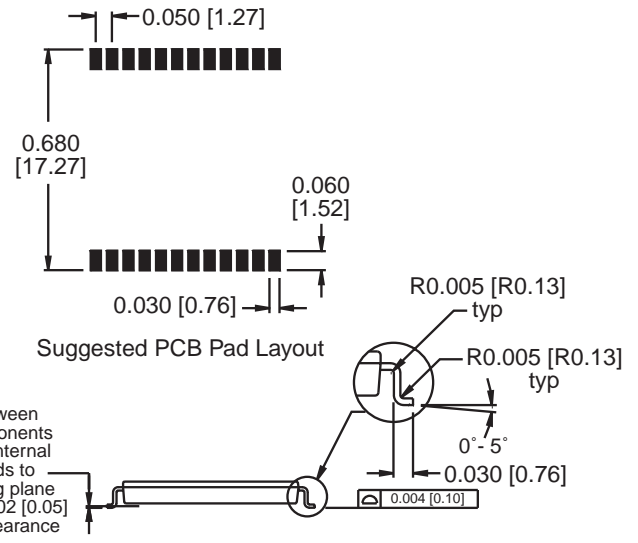 0.050 [1.27]
0.680
[17.27]
0.060
[1.52]
0.030 [0.76]
Suggested PCB Pad Layout
R0.005 [R0.13]
typ
R0.005 [R0.13]
typ
0°- 5°
0.030 [0.76]
0.004 [0.10]
ween
onents
nternal
ds to
g plane
02 [0.05]
earance